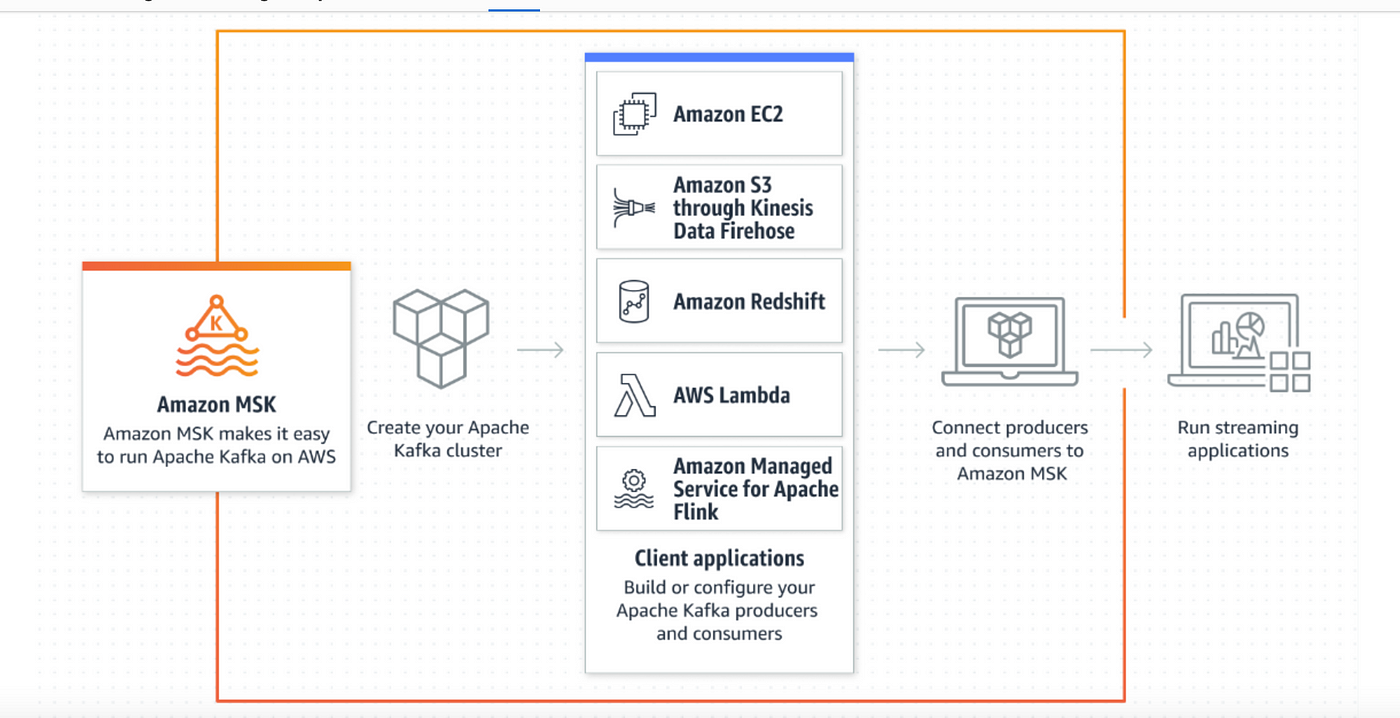 K
Amazon MSK
Amazon MSK makes it easy
to run Apache Kafka on AWS
Create your Apache
Kafka cluster
Amazon EC2
Amazon S3
through Kinesis
Data Firehose
Amazon Redshift
AWS Lambda
Amazon Managed
Service for Apache
Flink
Client applications
Build or configure your
Apache Kafka producers
and consumers
Connect producers
and consumers to
Amazon MSK
Run streaming
applications